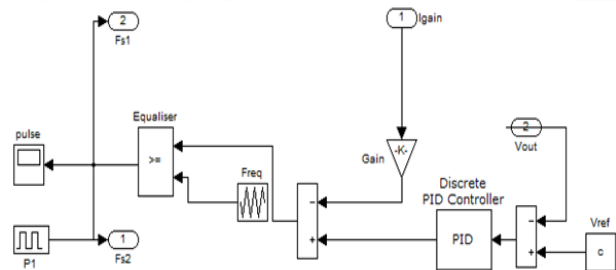 2
Fs1
1
Igain
Equaliser
pulse
>=
Freq
Gain
-K-
2
Vout
Discrete
PID Controller
Vref
−
+
PID
−
+
c
P1
1
Fs2